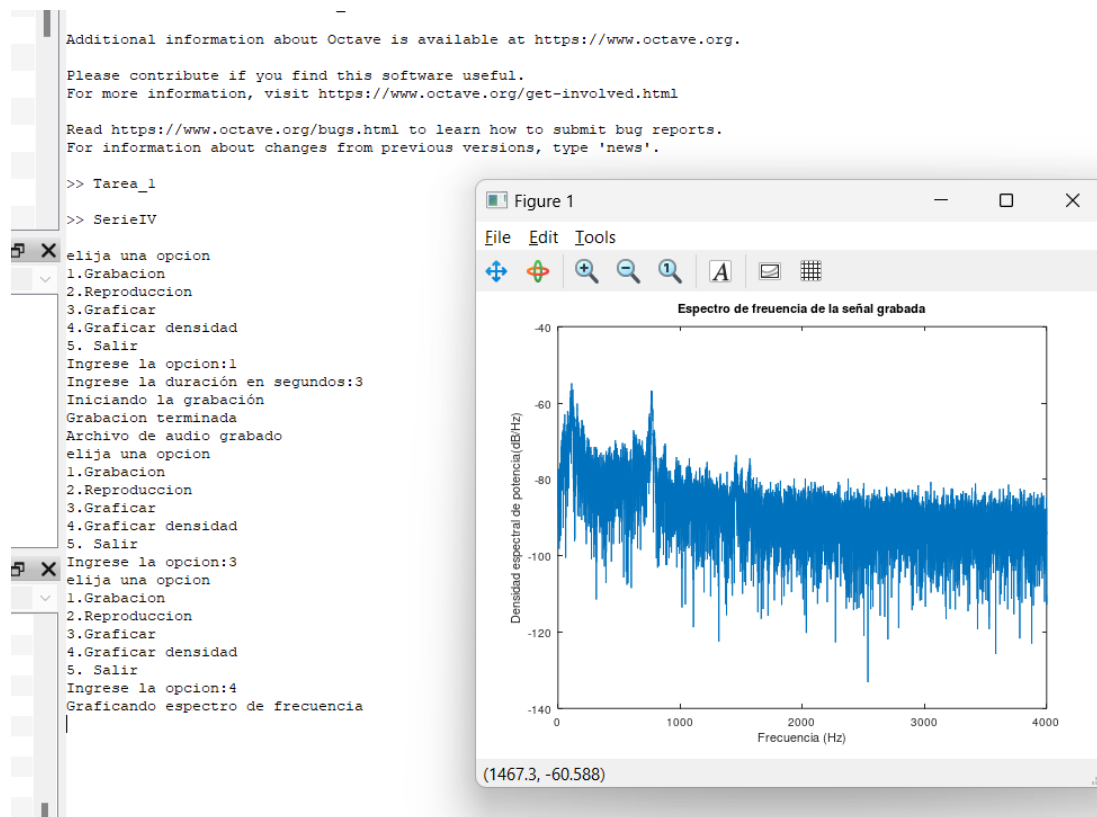 Additional information about Octave is available at https://www.octave.org.
Please contribute if you find this software useful.
For more information, visit https://www.octave.org/get-involved.html
Read https://www.octave.org/bugs.html to learn how to submit bug reports.
For information about changes from previous versions, type 'news'.
>> Tarea_1
>> SerieIV
elija una opcion
1.Grabacion
2.Reproduccion
3.Graficar
4.Graficar densidad
5. Salir
Ingrese la opcion:1
Ingrese la duración en segundos:3
Iniciando la grabación
Grabacion terminada
Archivo de audio grabado
elija una opcion
1.Grabacion
2.Reproduccion
3.Graficar
4.Graficar densidad
5. Salir
Ingrese la opcion:3
elija una opcion
1.Grabacion
2.Reproduccion
3.Graficar
4.Graficar densidad
5. Salir
Ingrese la opcion:4
Graficando espectro de frecuencia
Figure 1
File Edit Tools
A
Espectro de freuencia de la señal grabada
Densidad espectral de potencia(dB/Hz)
-40
-60
-80
-100
-120
-140
0 1000 2000 3000 4000
Frecuencia (Hz)
(1467.3, -60.588)